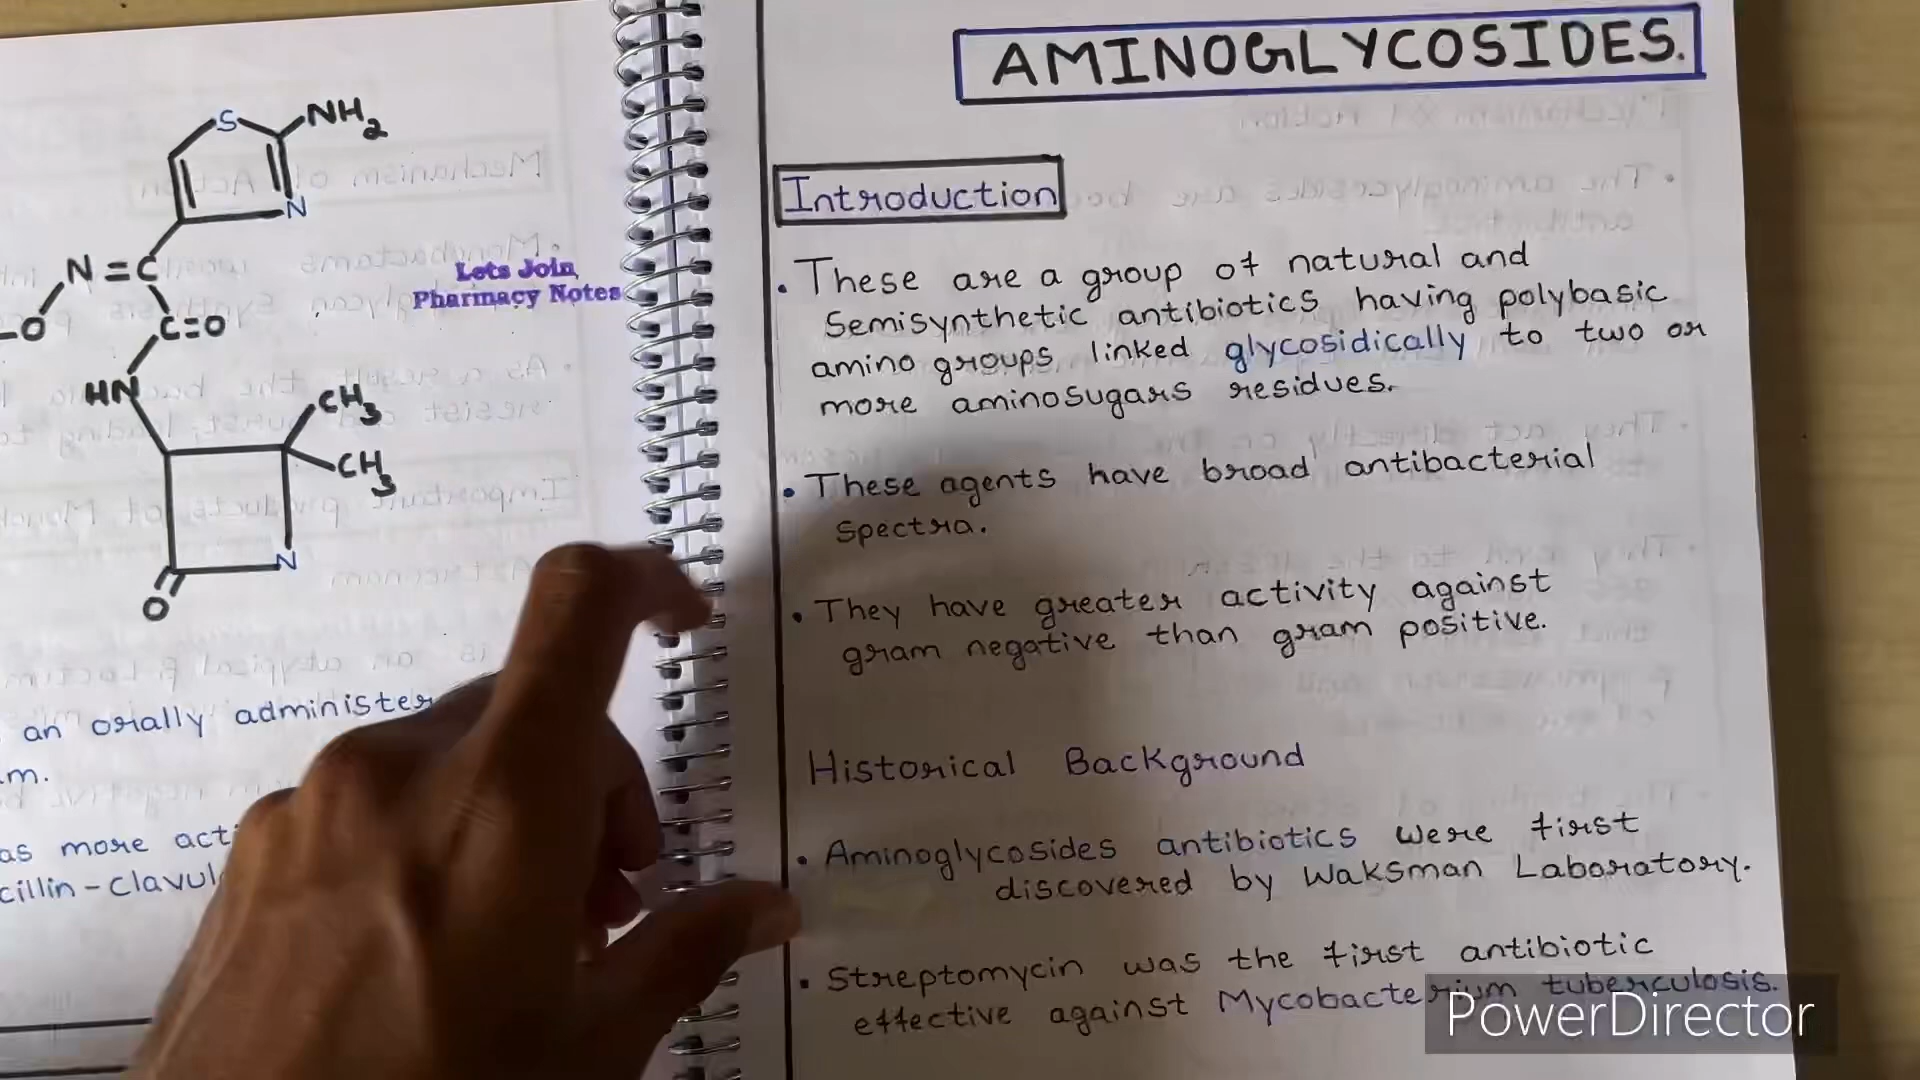 S
NH2
N
N=C
Lets Join
Pharmacy Notes
O
C=O
HN
CH3
CH3
N
O
an orally administer
m.
as more acti
cillin-clavul
AMINOGLYCOSIDES.
Introduction
• These are a group of natural and
Semisynthetic antibiotics having polybasic
amino groups linked glycosidically to two or
more aminosugars residues.
• These agents have broad antibacterial
spectra.
• They have greater activity against
gram negative than gram positive.
Historical Background
• Aminoglycosides antibiotics were first
discovered by Waksman Laboratory.
• Streptomycin was the first antibiotic
effective against Mycobacterium tuberculosis.
PowerDirector